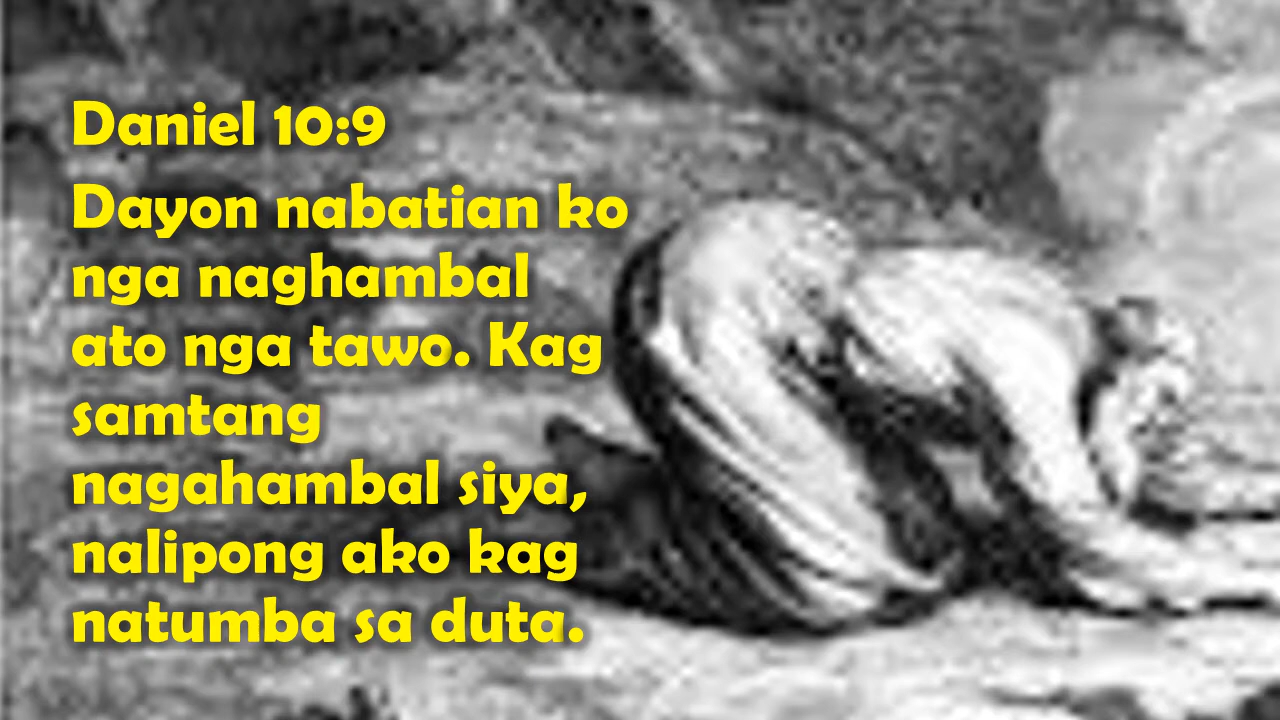 Daniel 10:9
Dayon nabatian ko
nga naghambal
ato nga tawo. Kag
samtang
nagahambal siya,
nalipong ako kag
natumba sa duta.